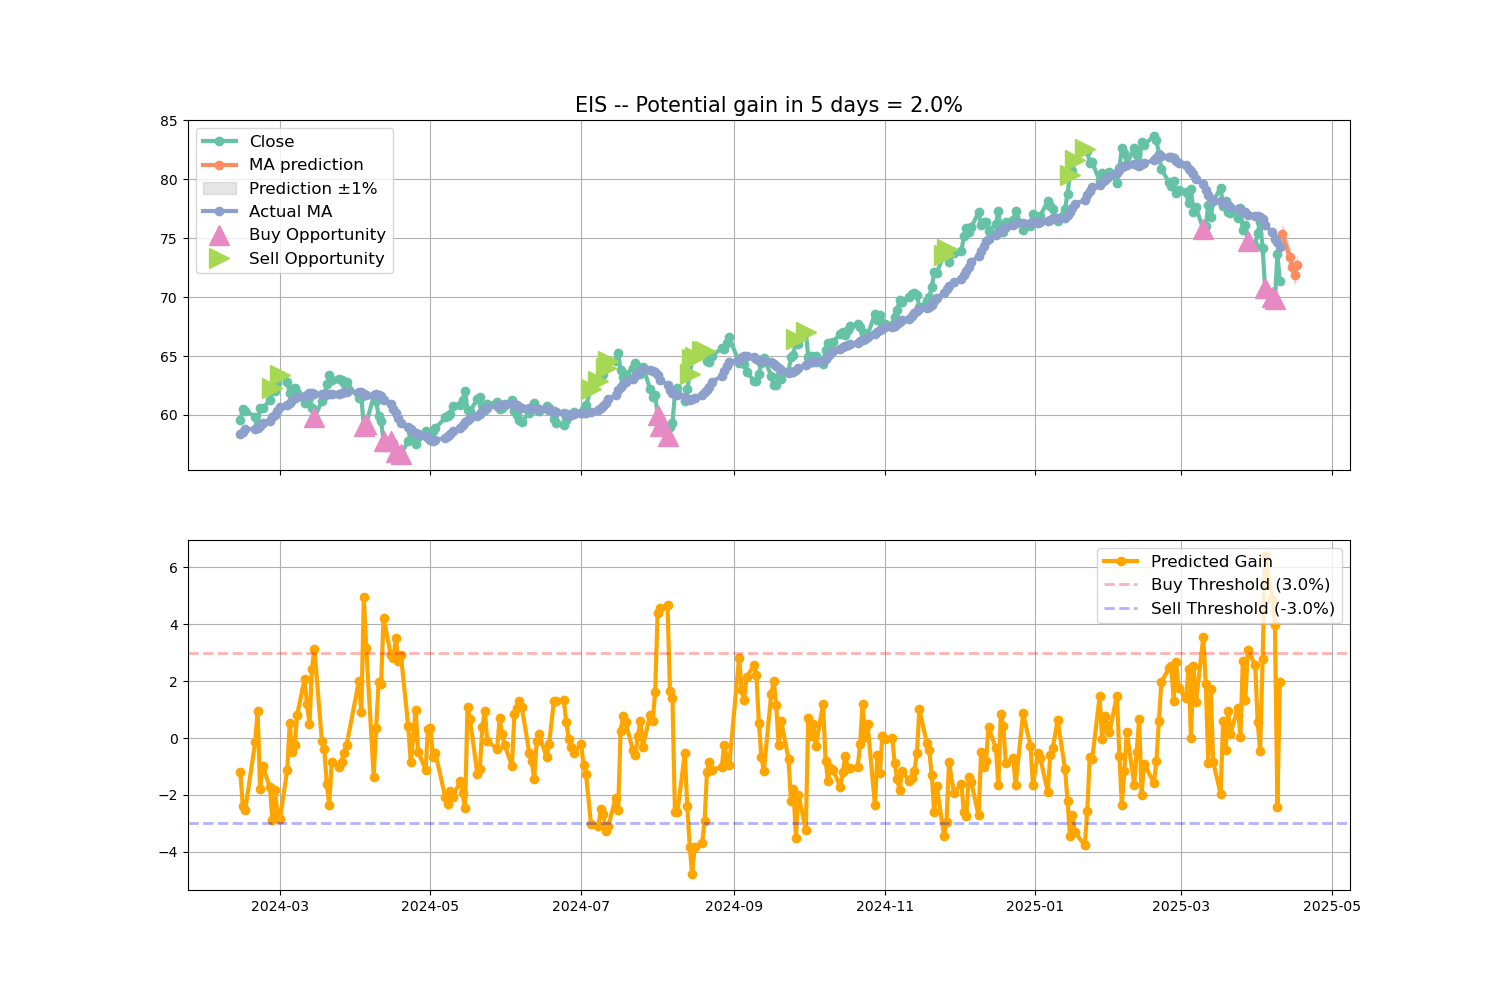 EIS -- Potential gain in 5 days = 2.0%
85
80
75
70
65
60
Close
MA prediction
Prediction ±1%
Actual MA
Buy Opportunity
Sell Opportunity
6
4
2
0
−2
−4
Predicted Gain
Buy Threshold (3.0%)
Sell Threshold (-3.0%)
2024-03 2024-05 2024-07 2024-09 2024-11 2025-01 2025-03 2025-05